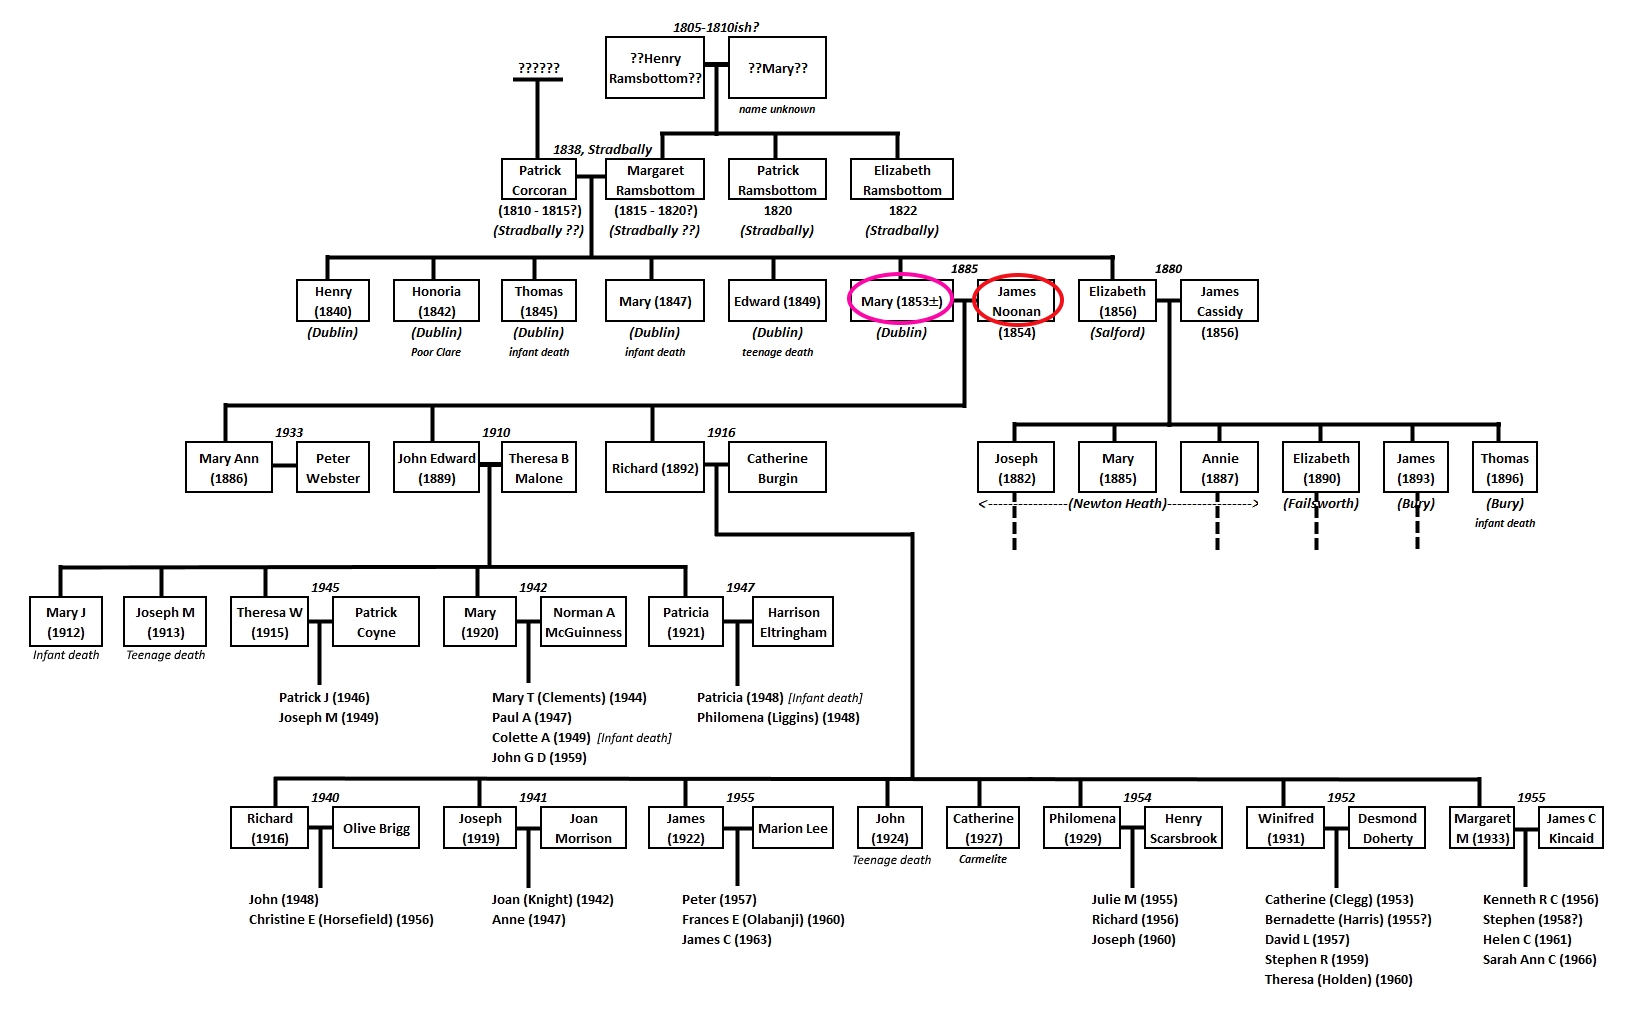 1805-1810ish?
??Henry
Ramsbottom??
??Mary??
name unknown
??????
1838, Stradbally
Patrick
Corcoran
(1810 - 1815?)
(Stradbally ??)
Margaret
Ramsbottom
(1815 - 1820?)
(Stradbally ??)
Patrick
Ramsbottom
1820
(Stradbally)
Elizabeth
Ramsbottom
1822
(Stradbally)
Henry
(1840)
(Dublin)
Honoria
(1842)
(Dublin)
Poor Clare
Thomas
(1845)
(Dublin)
infant death
Mary (1847)
(Dublin)
infant death
Edward (1849)
(Dublin)
teenage death
Mary (1853±)
(Dublin)
1885
James
Noonan
(1854)
Elizabeth
(1856)
(Salford)
1880
James
Cassidy
(1856)
Mary Ann
(1886)
1933
Peter
Webster
John Edward
(1889)
1910
Theresa B
Malone
Richard (1892)
1916
Catherine
Burgin
Joseph
(1882)
Mary
(1885)
Annie
(1887)
<----------------(Newton Heath)----------------->
Elizabeth
(1890)
(Failsworth)
James
(1893)
(Bury)
Thomas
(1896)
(Bury)
infant death
Mary J
(1912)
Infant death
Joseph M
(1913)
Teenage death
Theresa W
(1915)
1945
Patrick
Coyne
Patrick J (1946)
Joseph M (1949)
Mary
(1920)
1942
Norman A
McGuinness
Mary T (Clements) (1944)
Paul A (1947)
Colette A (1949) [Infant death]
John G D (1959)
Patricia
(1921)
1947
Harrison
Eltringham
Patricia (1948) [Infant death]
Philomena (Liggins) (1948)
Richard
(1916)
1940
Olive Brigg
John (1948)
Christine E (Horsefield) (1956)
Joseph
(1919)
1941
Joan
Morrison
Joan (Knight) (1942)
Anne (1947)
James
(1922)
1955
Marion Lee
Peter (1957)
Frances E (Olabanji) (1960)
James C (1963)
John
(1924)
Teenage death
Catherine
(1927)
Carmelite
Philomena
(1929)
1954
Henry
Scarsbrook
Julie M (1955)
Richard (1956)
Joseph (1960)
Winifred
(1931)
1952
Desmond
Doherty
Catherine (Clegg) (1953)
Bernadette (Harris) (1955?)
David L (1957)
Stephen R (1959)
Theresa (Holden) (1960)
Margaret
M (1933)
1955
James C
Kincaid
Kenneth R C (1956)
Stephen (1958?)
Helen C (1961)
Sarah Ann C (1966)